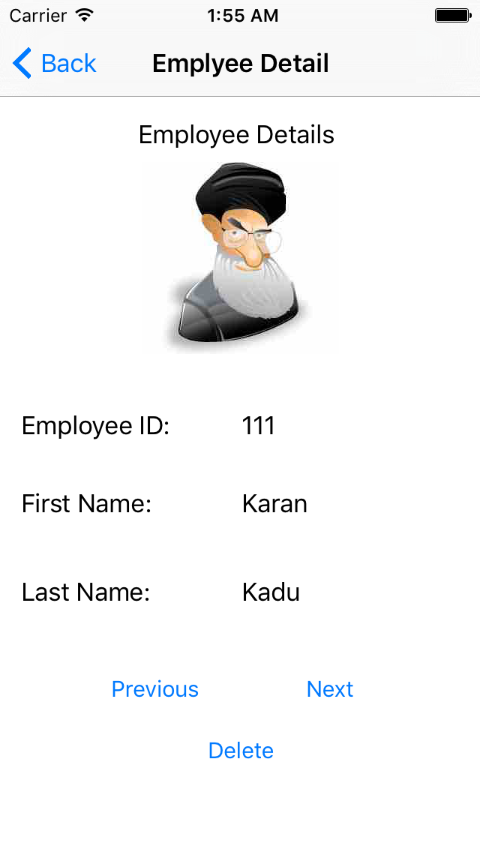 Carrier 1:55 AM
Back Emplyee Detail
Employee Details
Employee ID: 111
First Name: Karan
Last Name: Kadu
Previous Next
Delete